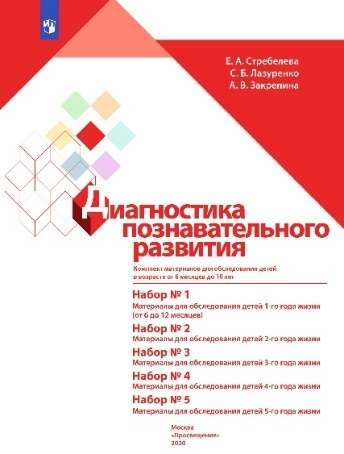 Е. А. Стребелева
С. Б. Лазуренко
А. В. Закрепина
Диагностика
познавательного
развития
Комплект материалов для обследования детей
в возрасте от 6 месяцев до 10 лет
Набор № 1
Материалы для обследования детей 1-го года жизни
(от 6 до 12 месяцев)
Набор № 2
Материалы для обследования детей 2-го года жизни
Набор № 3
Материалы для обследования детей 3-го года жизни
Набор № 4
Материалы для обследования детей 4-го года жизни
Набор № 5
Материалы для обследования детей 5-го года жизни
Москва
«Просвещение»
2020